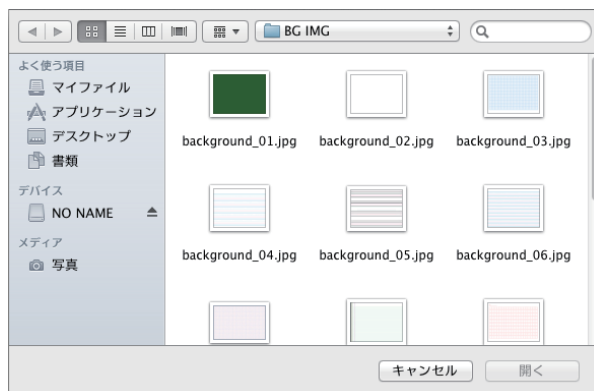 BG IMG
よく使う項目
マイファイル
アプリケーション
デスクトップ
書類
デバイス
NO NAME
メディア
写真
background_01.jpg
background_02.jpg
background_03.jpg
background_04.jpg
background_05.jpg
background_06.jpg
キャンセル
開く